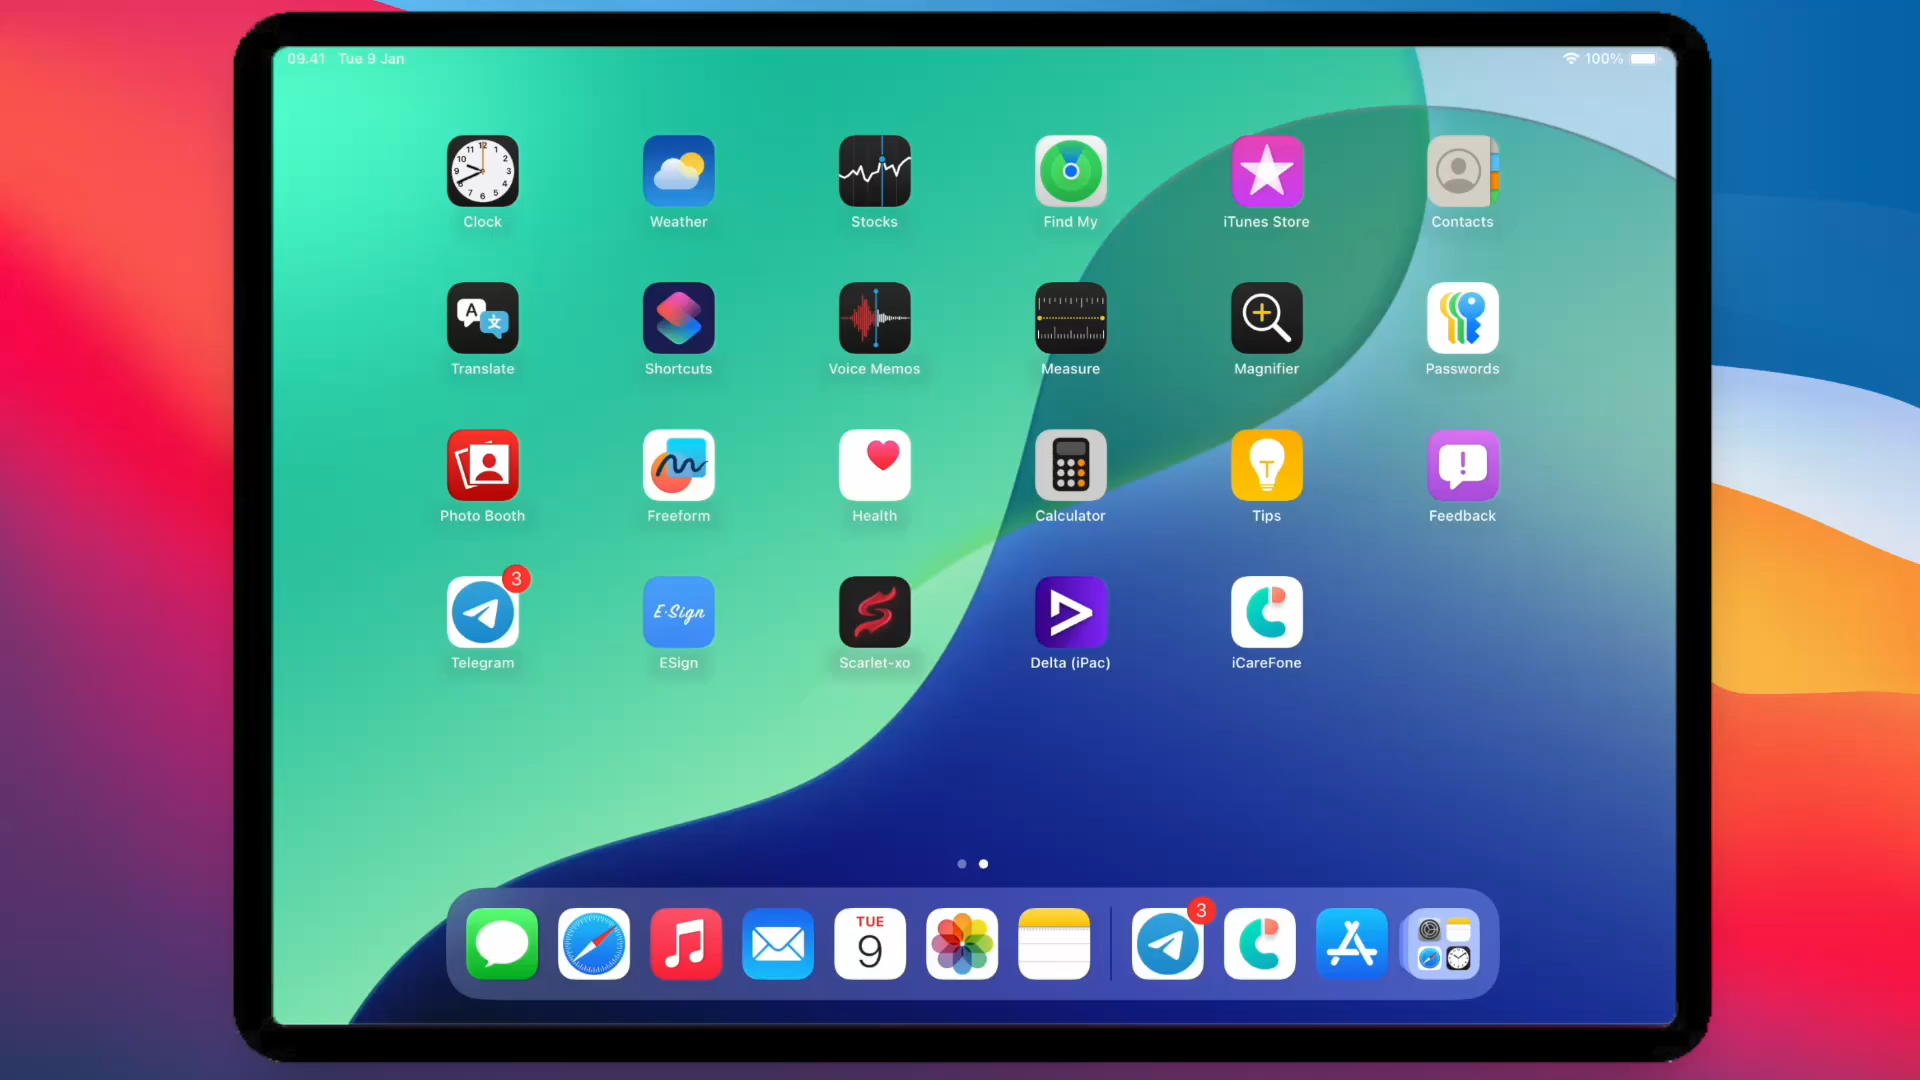 09.41 Tue 9 Jan
100%
Clock
Weather
Stocks
Find My
iTunes Store
Contacts
A
文
Translate
Shortcuts
Voice Memos
Measure
Magnifier
Passwords
Photo Booth
Freeform
Health
Calculator
T
Tips
!
Feedback
3
E·Sign
Telegram
ESign
Scarlet-xo
Delta (iPac)
iCareFone
TUE
9
3